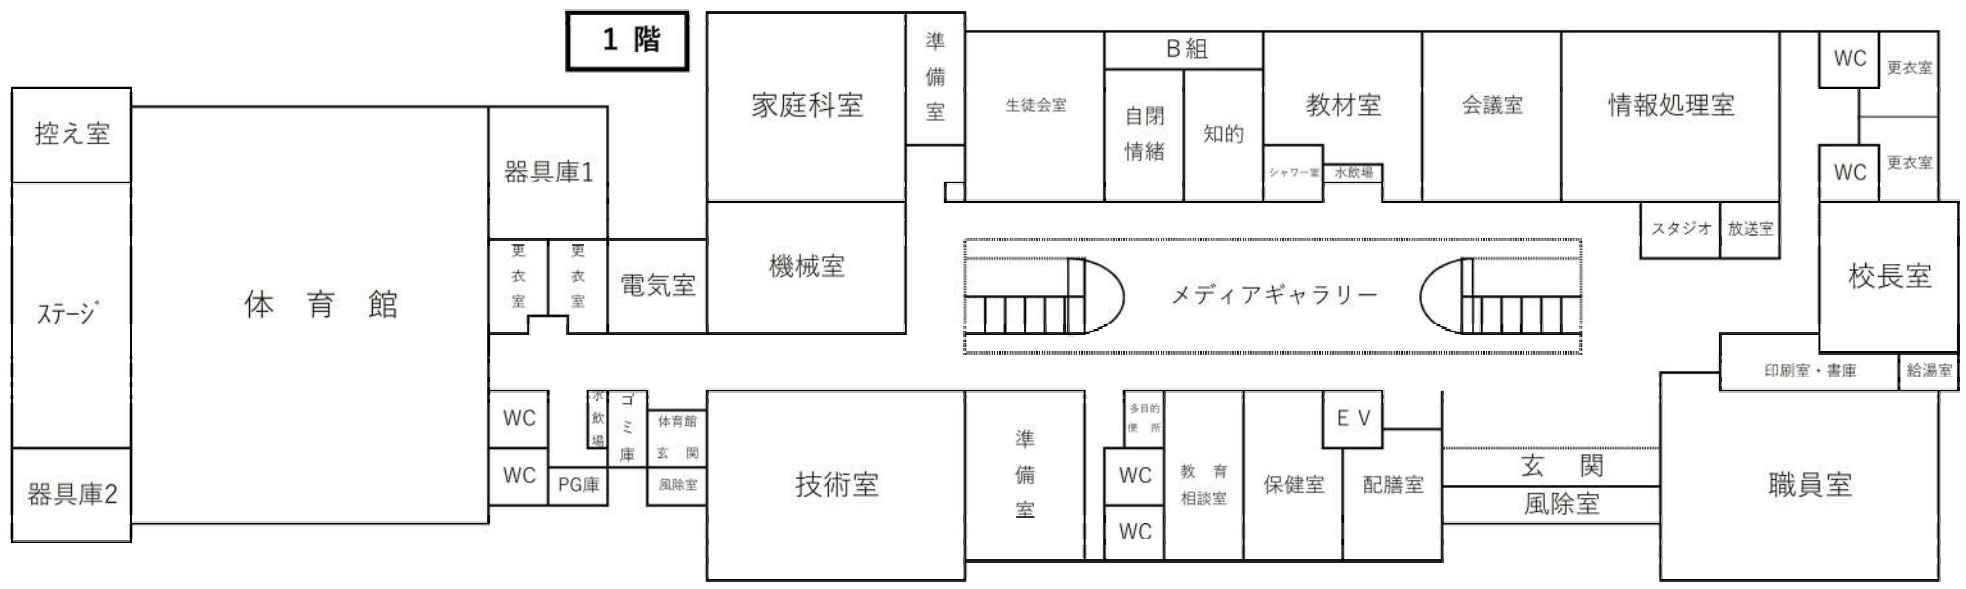 １ 階
控え室
ステージ
器具庫2
体 育 館
器具庫1
更衣室
更衣室
電気室
家庭科室
準備室
機械室
生徒会室
Ｂ組
自閉
情緒
知的
教材室
シャワー室
水飲場
会議室
情報処理室
スタジオ
放送室
WC
更衣室
WC
更衣室
校長室
メディアギャラリー
印刷室・書庫
給湯室
WC
WC
水飲場
PG庫
ゴミ庫
体育館
玄 関
風除室
技術室
準備室
多目的
便 所
WC
WC
教 育
相談室
保健室
ＥＶ
配膳室
玄 関
風除室
職員室